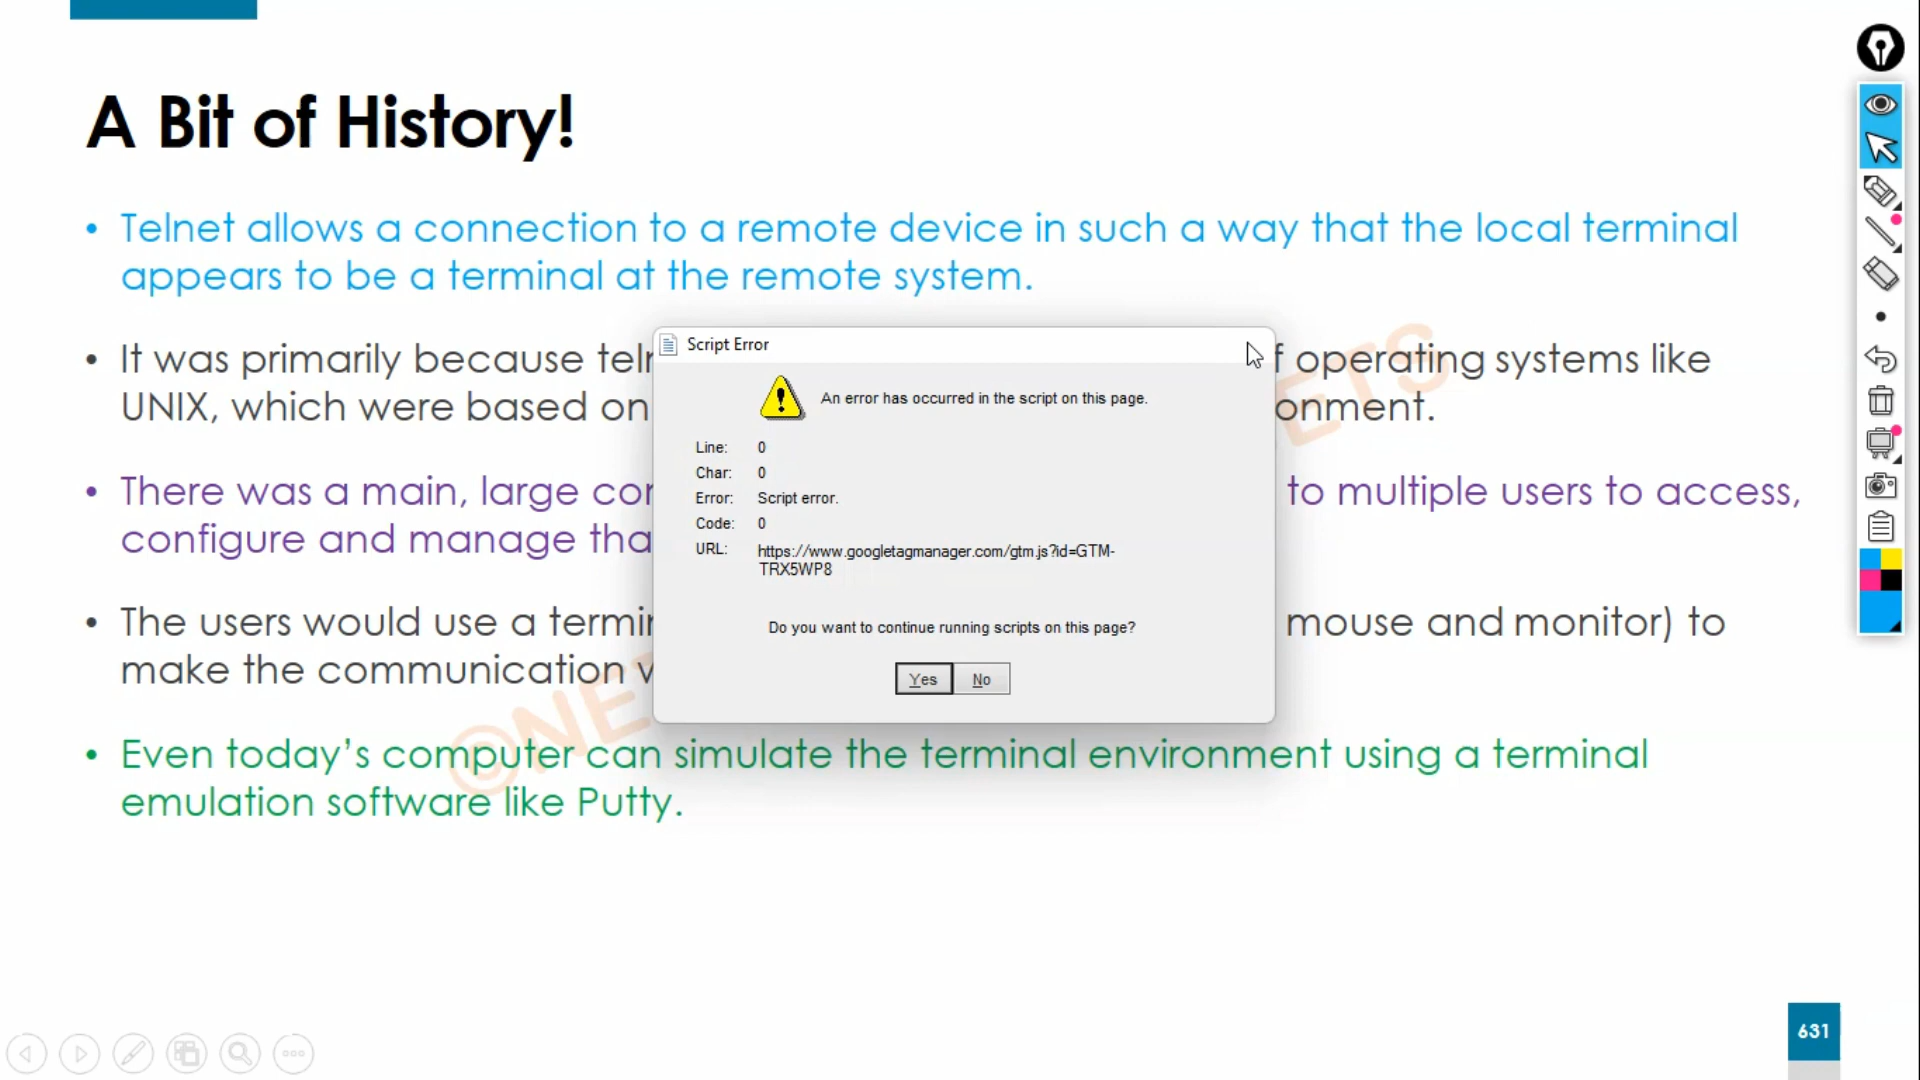 A Bit of History!
• Telnet allows a connection to a remote device in such a way that the local terminal
appears to be a terminal at the remote system.
• It was primarily because
operating systems like
UNIX, which were based on
There was a main, large
to multiple users to access,
configure and manage
• The users would use a
mouse and monitor) to
make the communication
• Even today's computer can simulate the terminal environment using a terminal
emulation software like Putty.
Script Error
An error has occurred in the script on this page.
Line: 0
Char: 0
Error: Script error.
Code: 0
URL: https://www.googletagmanager.com/gtm.js?id=GTM-
TRX5WP8
Do you want to continue running scripts on this page?
Yes No
631